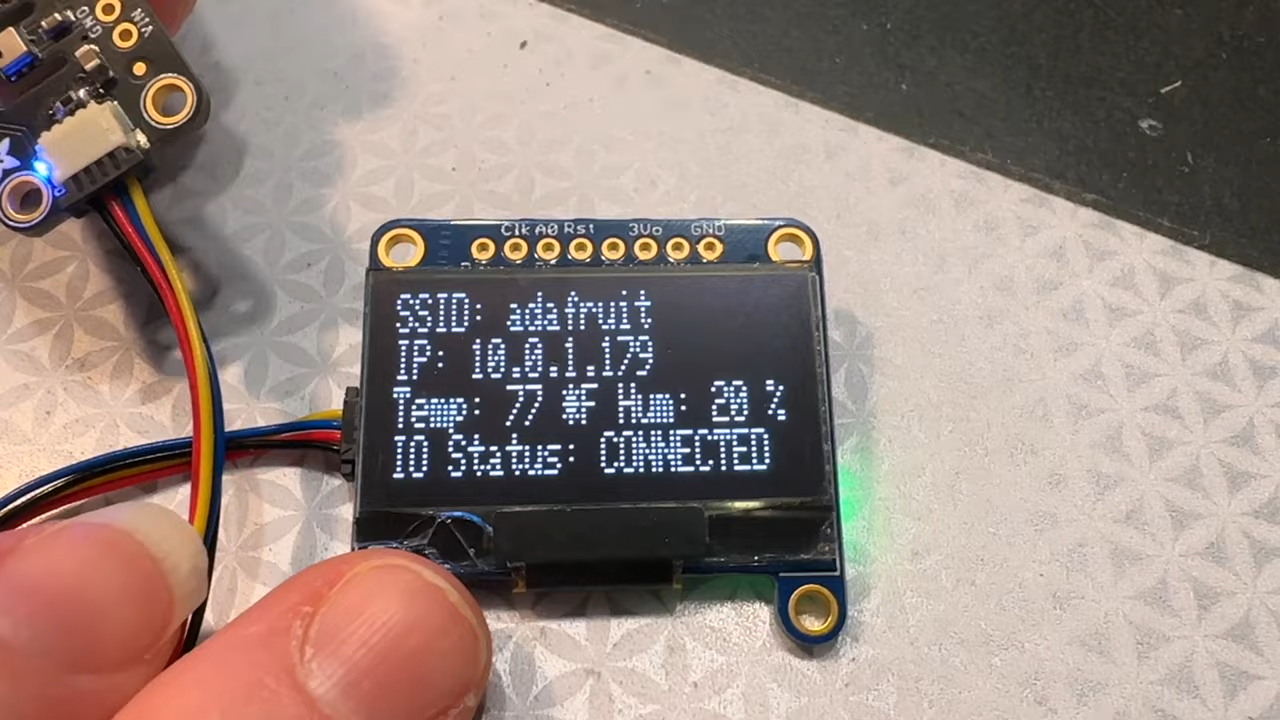 VIN
GND
Clk A0 Rst 3Vo GND
SSID: adafruit
IP: 10.0.1.179
Temp: 77 *F Hum: 20 %
IO Status: CONNECTED